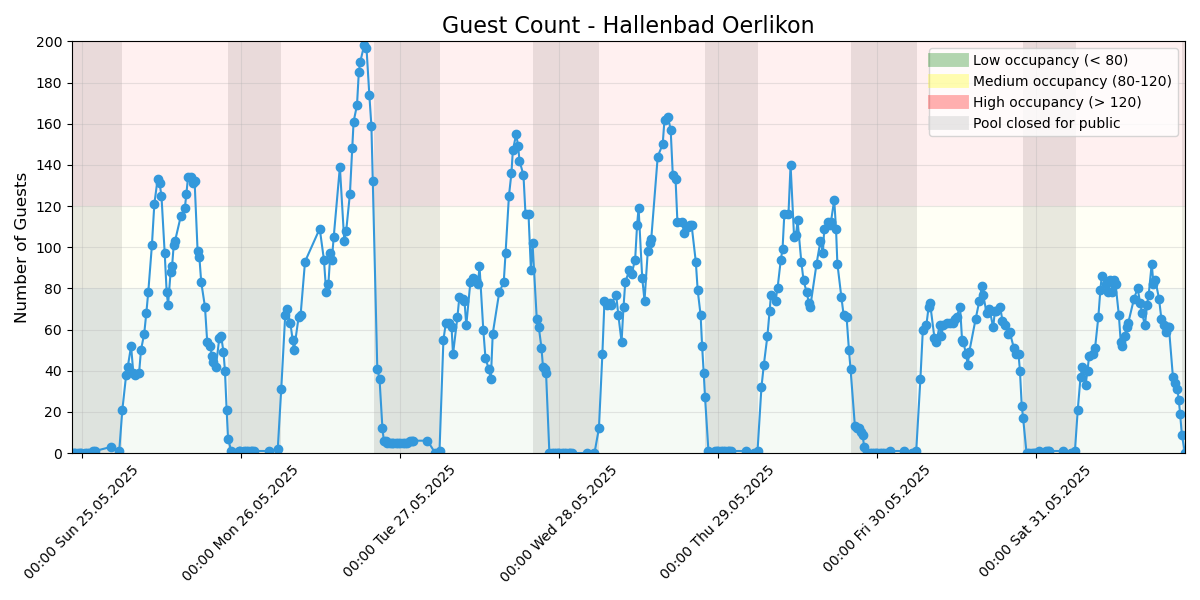 Guest Count - Hallenbad Oerlikon
Number of Guests
200
180
160
140
120
100
80
60
40
20
0
Low occupancy (< 80)
Medium occupancy (80-120)
High occupancy (> 120)
Pool closed for public
00:00 Sun 25.05.2025
00:00 Mon 26.05.2025
00:00 Tue 27.05.2025
00:00 Wed 28.05.2025
00:00 Thu 29.05.2025
00:00 Fri 30.05.2025
00:00 Sat 31.05.2025